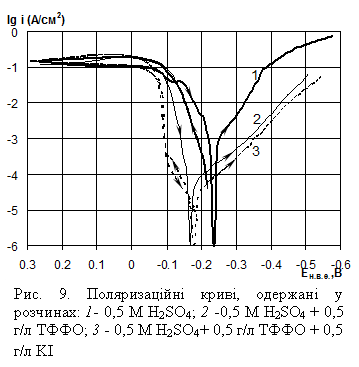 lg i (А/см²)
0
-1
-2
-3
-4
-5
-6
1
2
3
0.3 0.2 0.1 0 -0.1 -0.2 -0.3 -0.4 -0.5 -0.6
Eн.в.е.,В
Рис. 9. Поляризаційні криві, одержані у
розчинах: 1- 0,5 М H2SO4; 2 -0,5 М H2SO4 + 0,5
г/л ТФФО; 3 - 0,5 М H2SO4+ 0,5 г/л ТФФО + 0,5
г/л KI